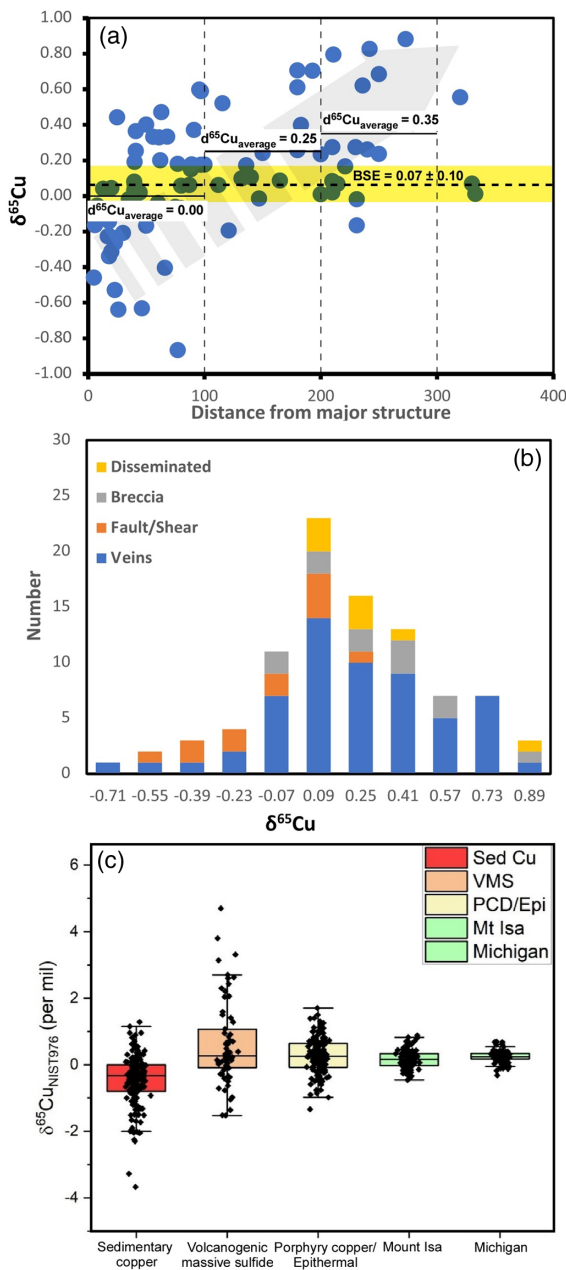 (a)
1.00
0.80
0.60
0.40
0.20
0.00
-0.20
-0.40
-0.60
-0.80
-1.00
δ65Cu
d65Cuaverage = 0.35
d65Cuaverage = 0.25
BSE = 0.07 ± 0.10
d65Cuaverage = 0.00
0
100
200
300
400
Distance from major structure
(b)
30
25
20
15
10
5
0
Number
Disseminated
Breccia
Fault/Shear
Veins
-0.71
-0.55
-0.39
-0.23
-0.07
0.09
0.25
0.41
0.57
0.73
0.89
δ65Cu
(c)
6
4
2
0
-2
-4
δ65CuNIST976 (per mil)
Sed Cu
VMS
PCD/Epi
Mt Isa
Michigan
Sedimentary
copper
Volcanogenic
massive sulfide
Porphyry copper/
Epithermal
Mount Isa
Michigan